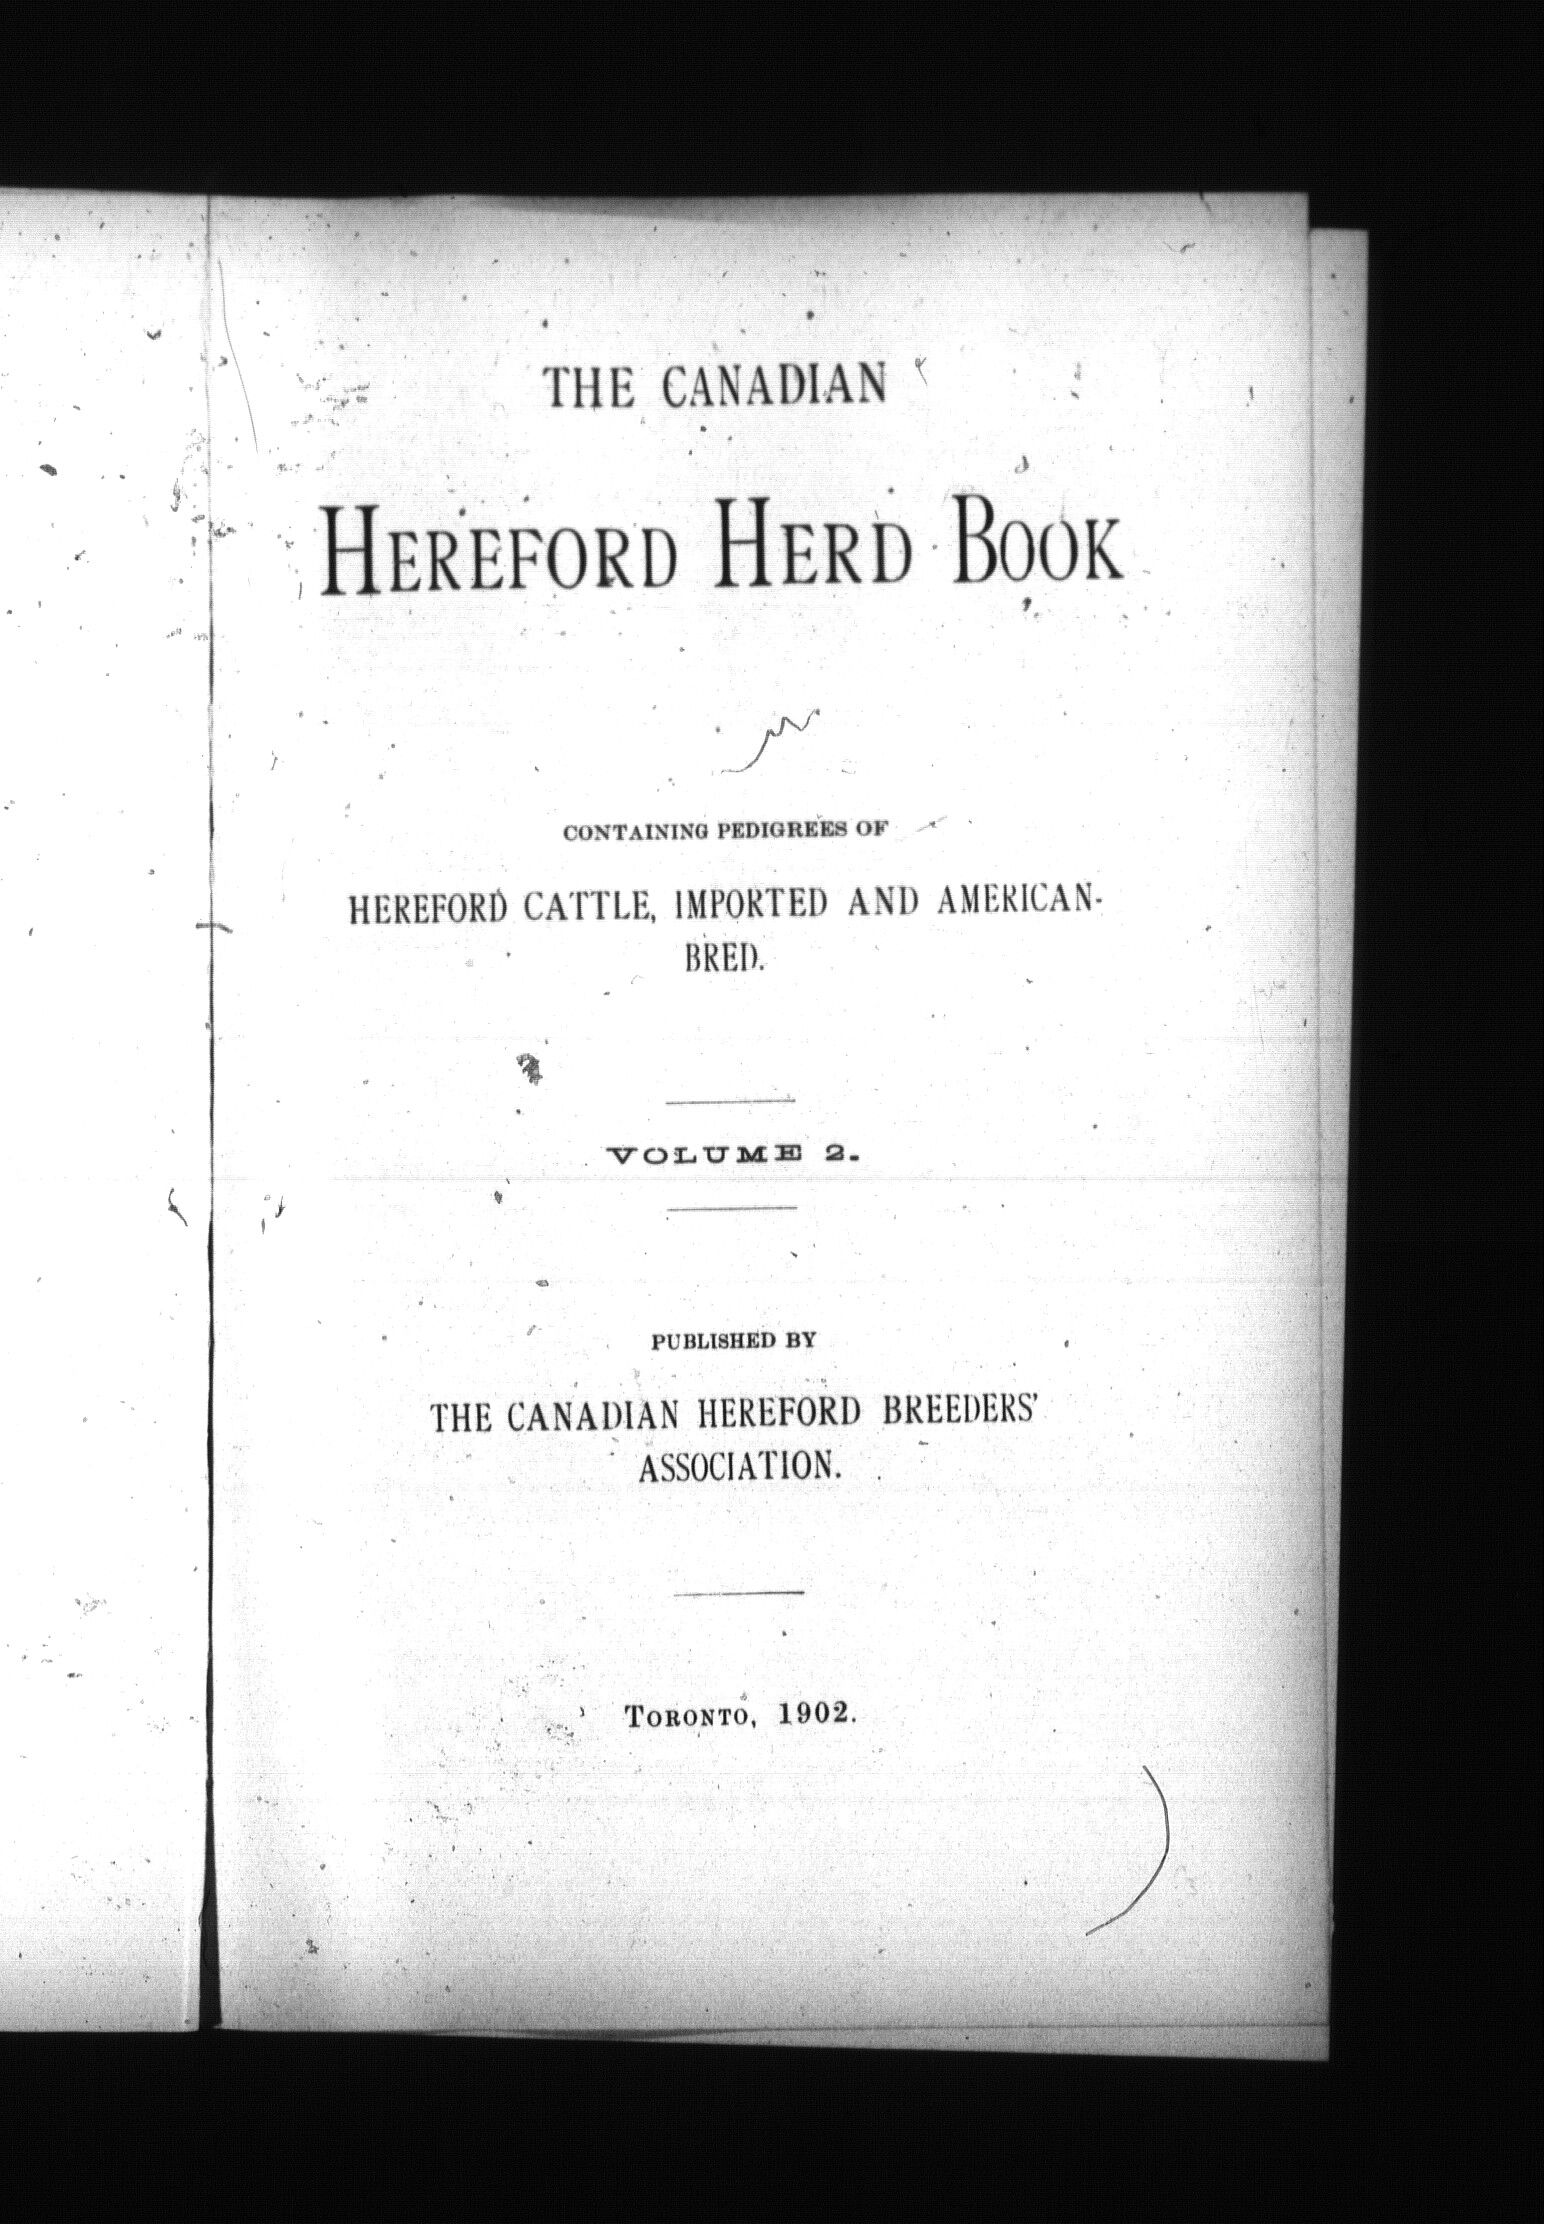 THE CANADIAN
HEREFORD HERD BOOK
CONTAINING PEDIGREES OF
HEREFORD CATTLE, IMPORTED AND AMERICAN-
BRED.
VOLUME 2.
PUBLISHED BY
THE CANADIAN HEREFORD BREEDERS'
ASSOCIATION.
TORONTO, 1902.